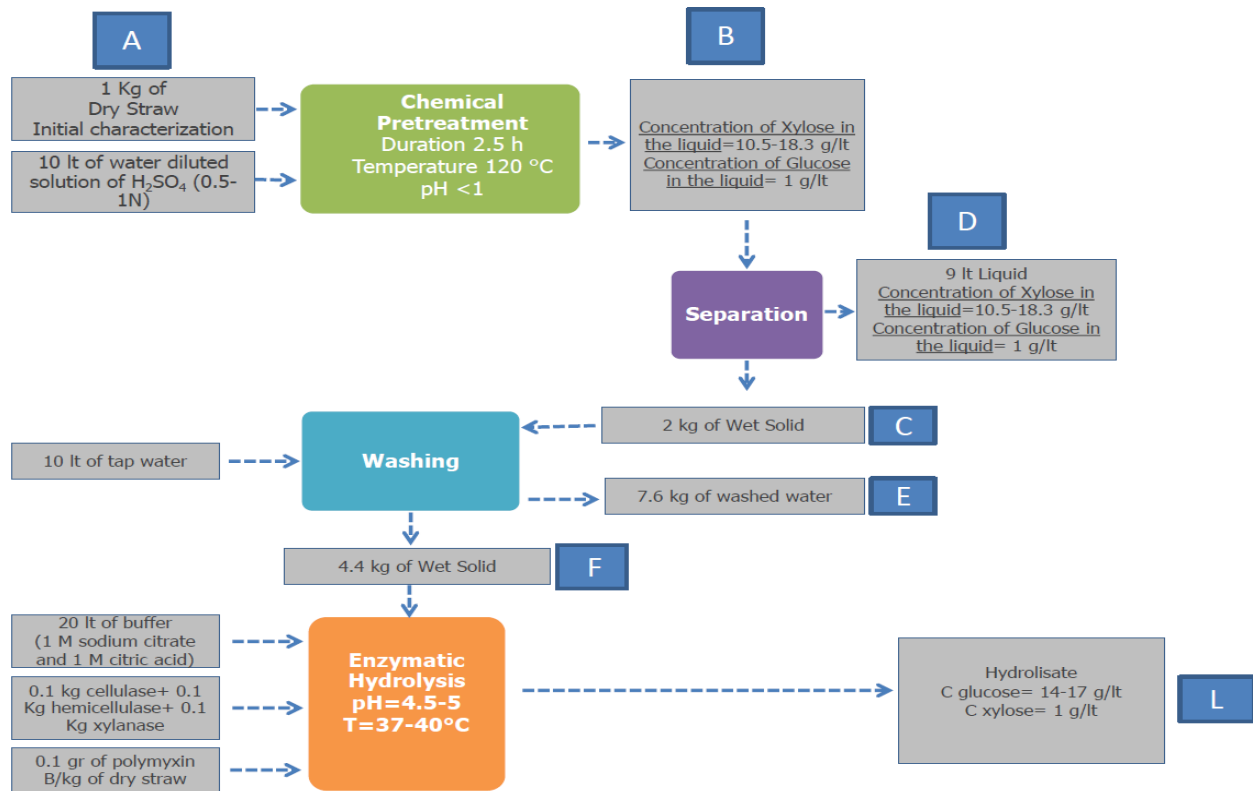 A
B
1 Kg of
Dry Straw
Initial characterization
10 lt of water diluted
solution of H₂SO₄ (0.5-
1N)
Chemical
Pretreatment
Duration 2.5 h
Temperature 120 °C
pH <1
Concentration of Xylose in
the liquid=10.5-18.3 g/lt
Concentration of Glucose
in the liquid= 1 g/lt
D
Separation
9 lt Liquid
Concentration of Xylose in
the liquid=10.5-18.3 g/lt
Concentration of Glucose in
the liquid= 1 g/lt
2 kg of Wet Solid
C
10 lt of tap water
Washing
7.6 kg of washed water
E
4.4 kg of Wet Solid
F
20 lt of buffer
(1 M sodium citrate
and 1 M citric acid)
0.1 kg cellulase+ 0.1
Kg hemicellulase+ 0.1
Kg xylanase
0.1 gr of polymyxin
B/kg of dry straw
Enzymatic
Hydrolysis
pH=4.5-5
T=37-40°C
Hydrolisate
C glucose= 14-17 g/lt
C xylose= 1 g/lt
L